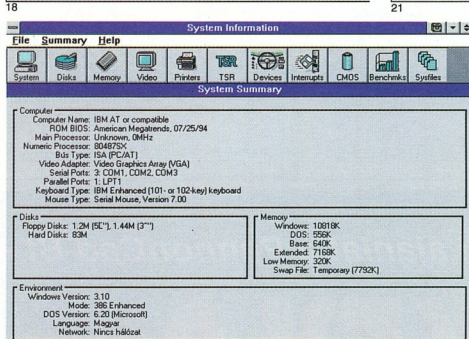 18
21
System Information
File Summary Help
System Disks Memory Video Printers TSR Devices Interrupts CMOS Benchmks Sysfiles
System Summary
Computer
Computer Name: IBM AT or compatible
ROM BIOS: American Megatrends, 07/25/94
Main Processor: Unknown, 0MHz
Numeric Processor: 80487SX
Bus Type: ISA (PC/AT)
Video Adapter: Video Graphics Array (VGA)
Serial Ports: 3: COM1, COM2, COM3
Parallel Ports: 1: LPT1
Keyboard Type: IBM Enhanced (101- or 102-key) keyboard
Mouse Type: Serial Mouse, Version 7.00
Disks
Floppy Disks: 1.2M (5Ľ"), 1.44M (3"")
Hard Disks: 83M
Memory
Windows: 10818K
DOS: 556K
Base: 640K
Extended: 7168K
Low Memory: 320K
Swap File: Temporary (7792K)
Environment
Windows Version: 3.10
Mode: 386 Enhanced
DOS Version: 6.20 (Microsoft)
Language: Magyar
Network: Nincs hálózat